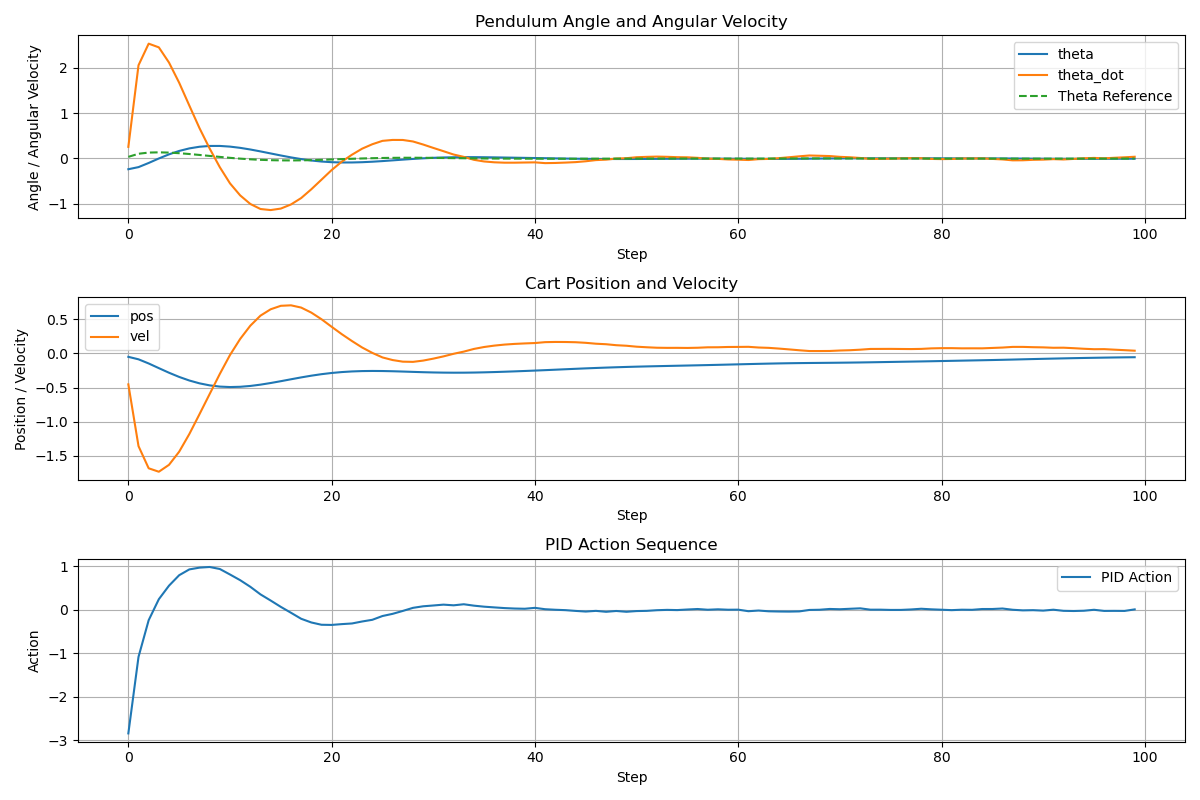 Pendulum Angle and Angular Velocity
Angle / Angular Velocity
2
1
0
−1
theta
theta_dot
Theta Reference
0 20 40 60 80 100
Step
Cart Position and Velocity
Position / Velocity
0.5
0.0
−0.5
−1.0
−1.5
pos
vel
0 20 40 60 80 100
Step
PID Action Sequence
Action
1
0
−1
−2
−3
PID Action
0 20 40 60 80 100
Step